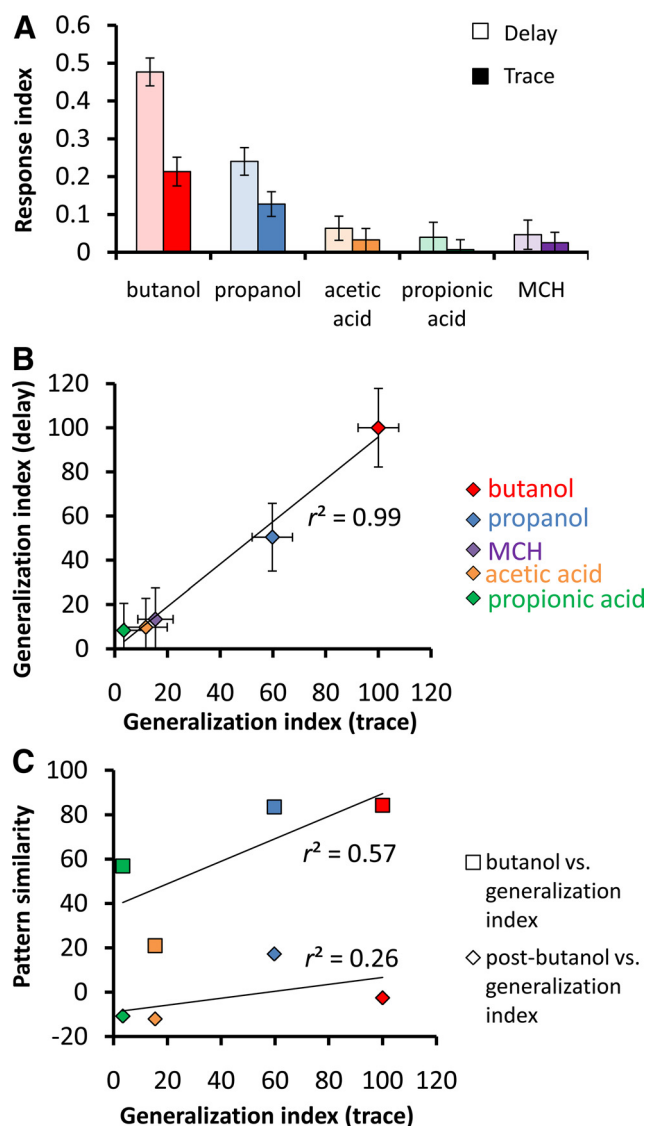 A
0.6
0.5
0.4
0.3
0.2
0.1
0
Response index
Delay
Trace
butanol propanol acetic acid propionic acid MCH
B
120
100
80
60
40
20
0
Generalization index (delay)
r² = 0.99
butanol
propanol
MCH
acetic acid
propionic acid
0 20 40 60 80 100 120
Generalization index (trace)
C
100
80
60
40
20
0
-20
Pattern similarity
r² = 0.57
r² = 0.26
butanol vs.
generalization
index
post-butanol vs.
generalization
index
0 20 40 60 80 100 120
Generalization index (trace)